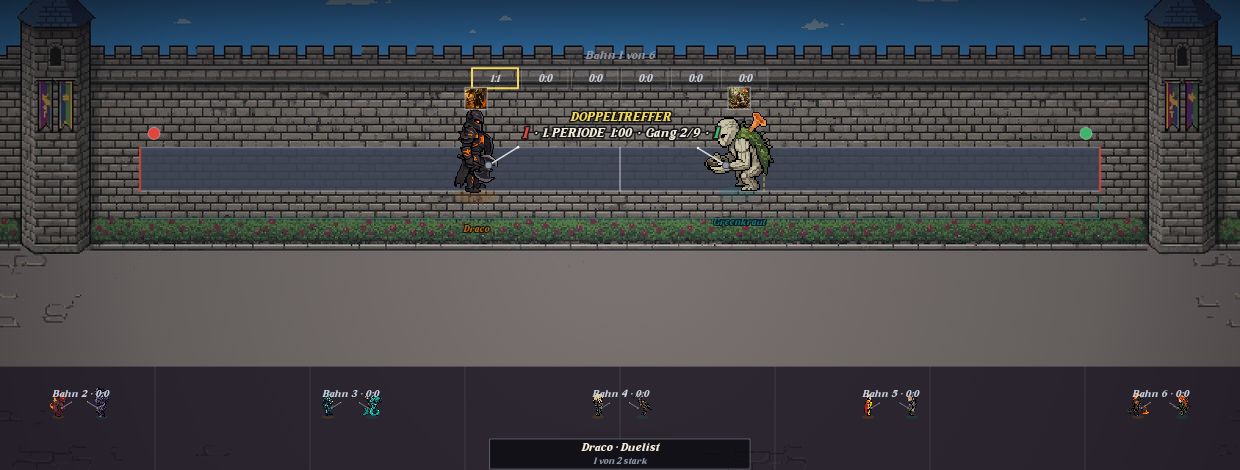 Bahn 1 von 6
1:1 0:0 0:0 0:0 0:0 0:0
DOPPELTREFFER
1 · 1. PERIODE 1:00 · Gang 2/9 · 1
Draco Greenkraut
Bahn 2 · 0:0 Bahn 3 · 0:0 Bahn 4 · 0:0 Bahn 5 · 0:0 Bahn 6 · 0:0
Draco · Duelist
1 von 2 stark